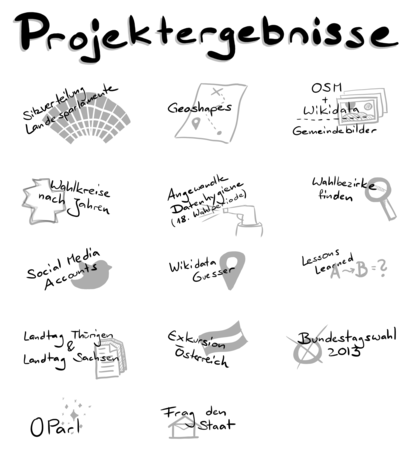 Projektergebnisse
Sitzverteilung
Landesparlamente
Geoshapes
OSM
+
Wikidata
Gemeindebilder
Wahlkreise
nach Jahren
Angewandte
Datenhygiene
(18. Wahlperiode)
Wahlbezirke
finden
Social Media
Accounts
Wikidata
Guesser
Lessons
Learned
A→B=?
Landtag Thürigen
&
Landtag Sachsen
Exkursion
Österreich
Bundestagswahl
2013
OParl
Frag den
Staat